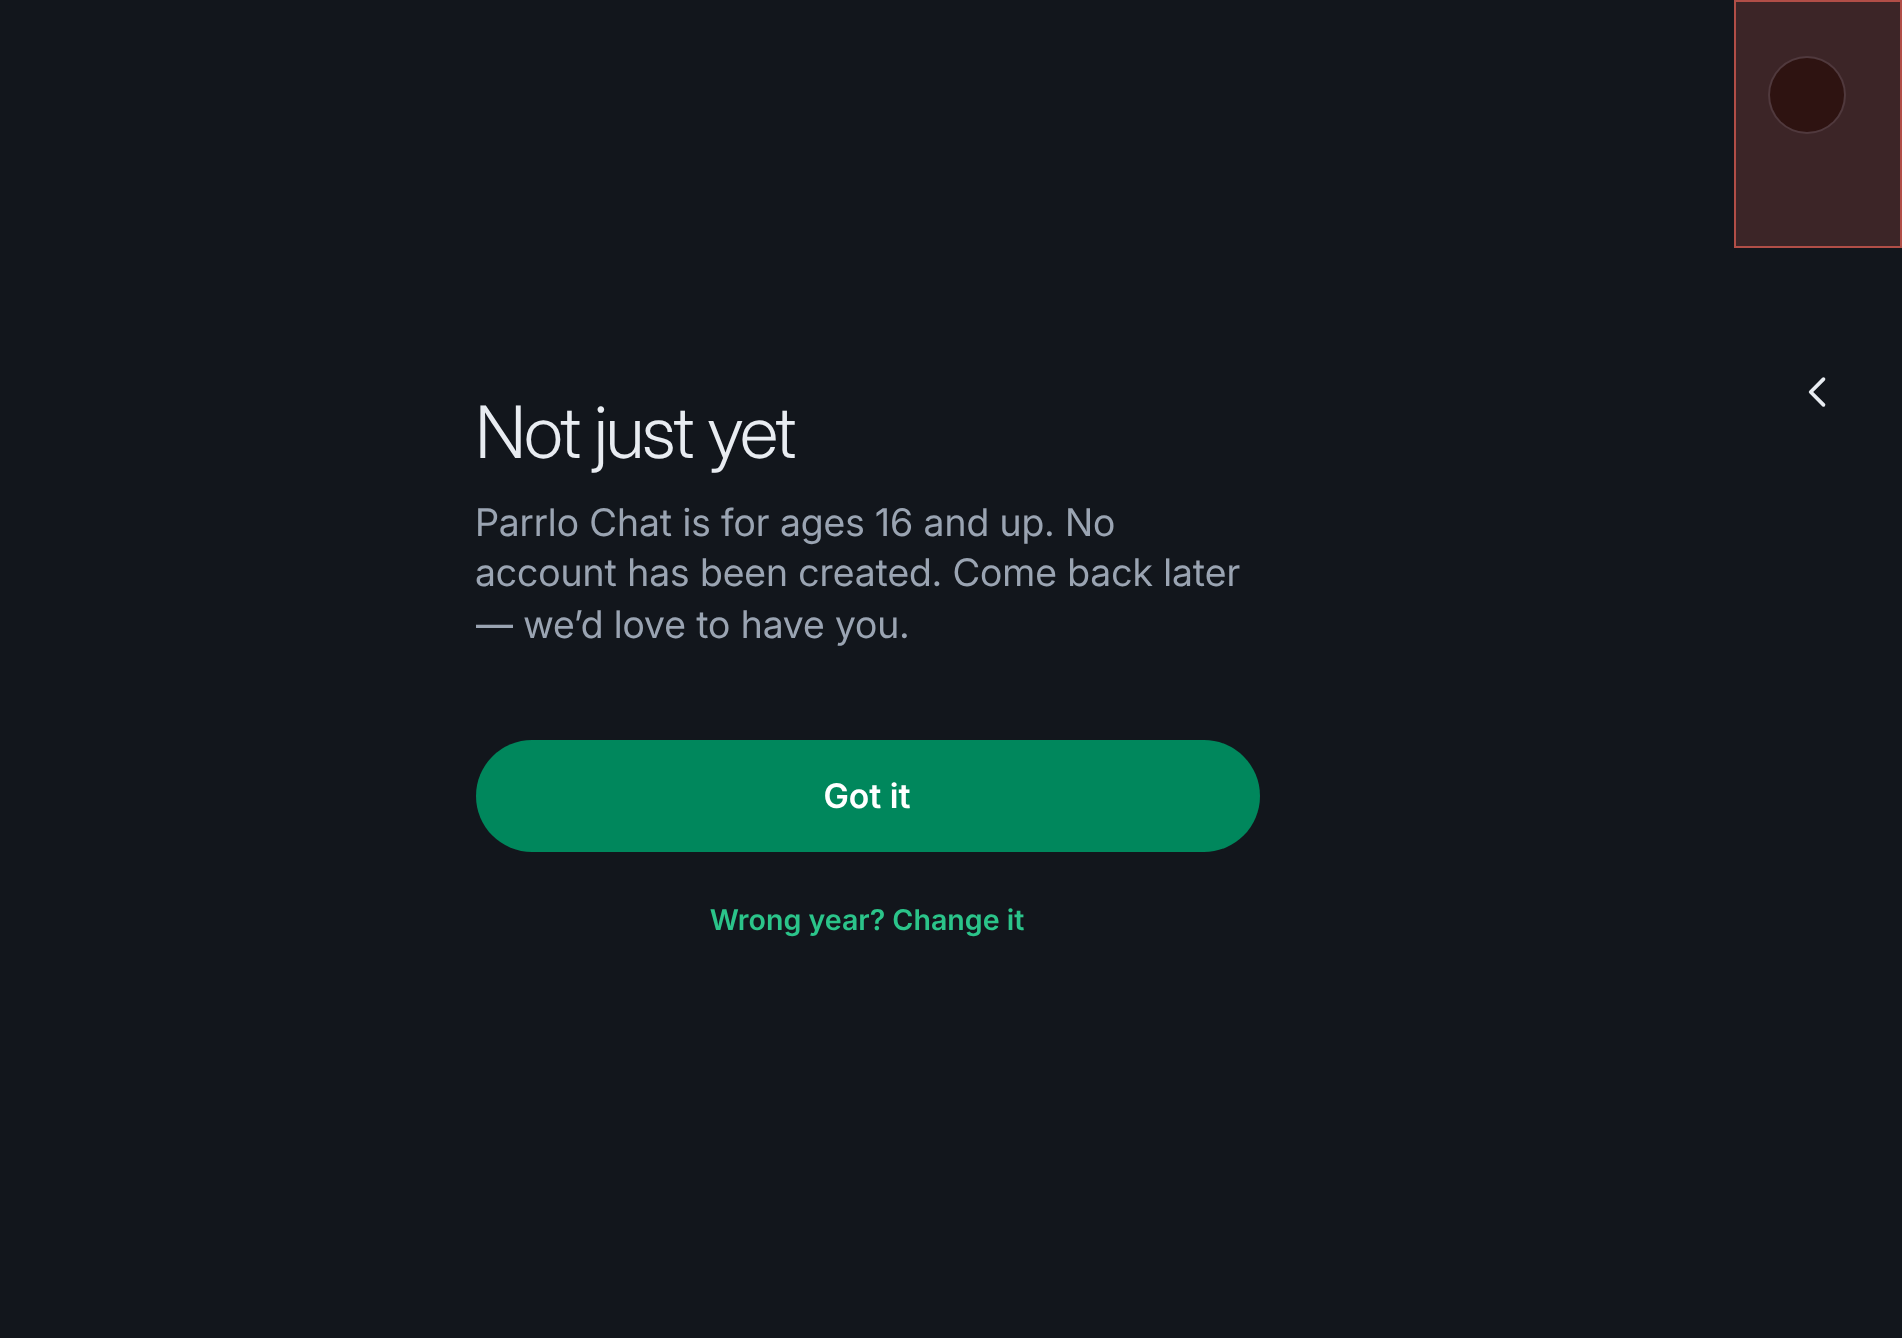 Not just yet
Parrlo Chat is for ages 16 and up. No
account has been created. Come back later
— we’d love to have you.
Got it
Wrong year? Change it